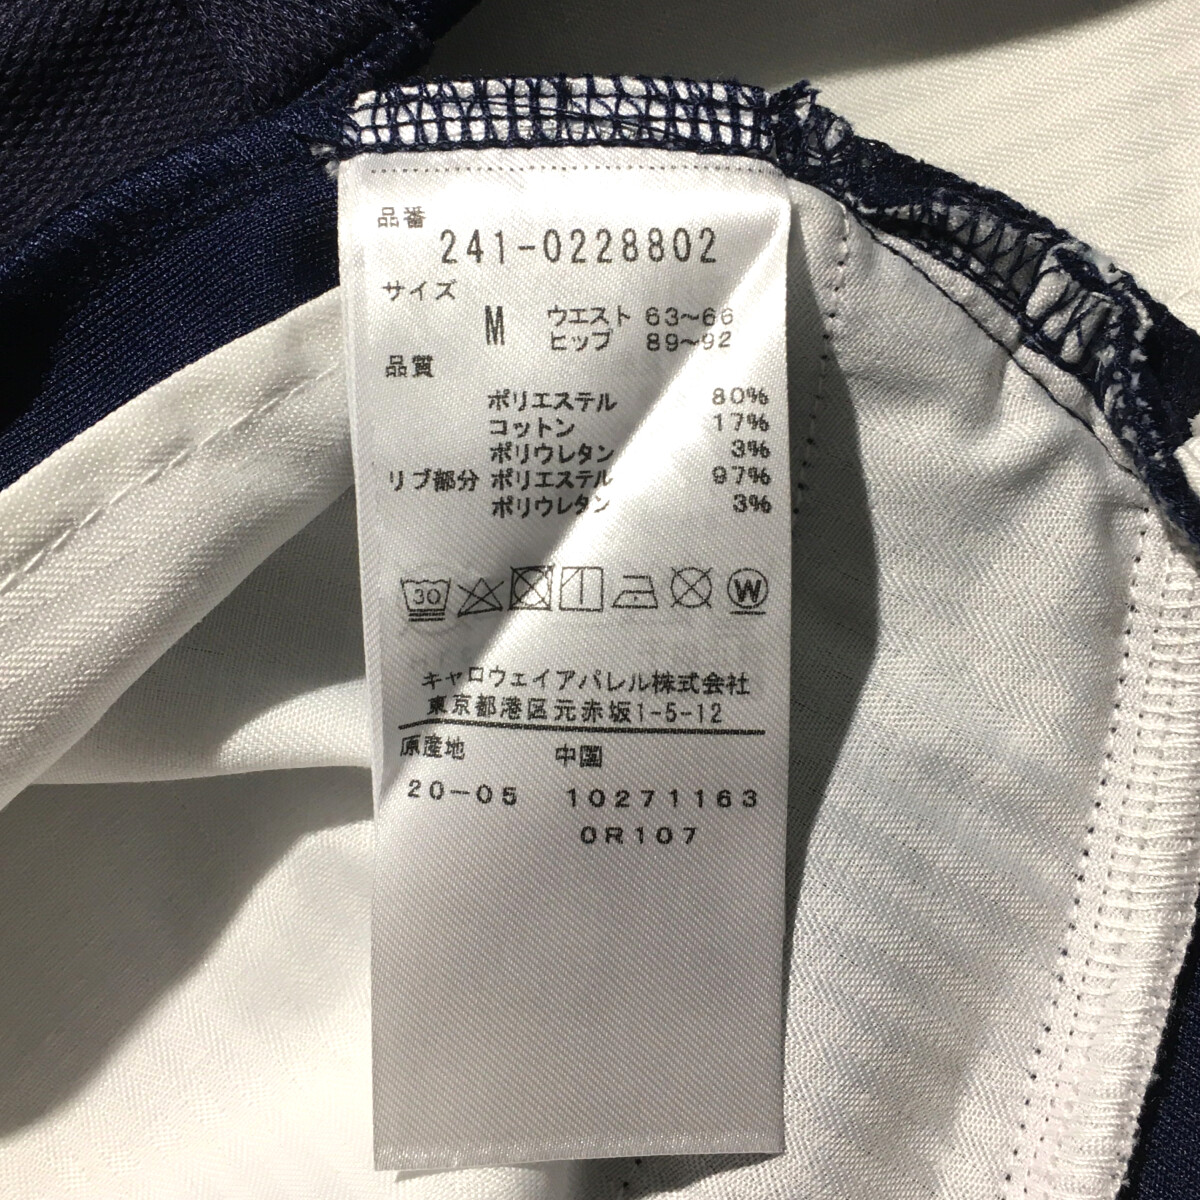 品番
241-0228802
サイズ
M ウエスト 63〜66
ヒップ 89〜92
品質
ポリエステル 80%
コットン 17%
ポリウレタン 3%
リブ部分 ポリエステル 97%
ポリウレタン 3%
30 W
キャロウェイアパレル株式会社
東京都港区元赤坂1-5-12
原産地 中国
20-05 10271163
0R107